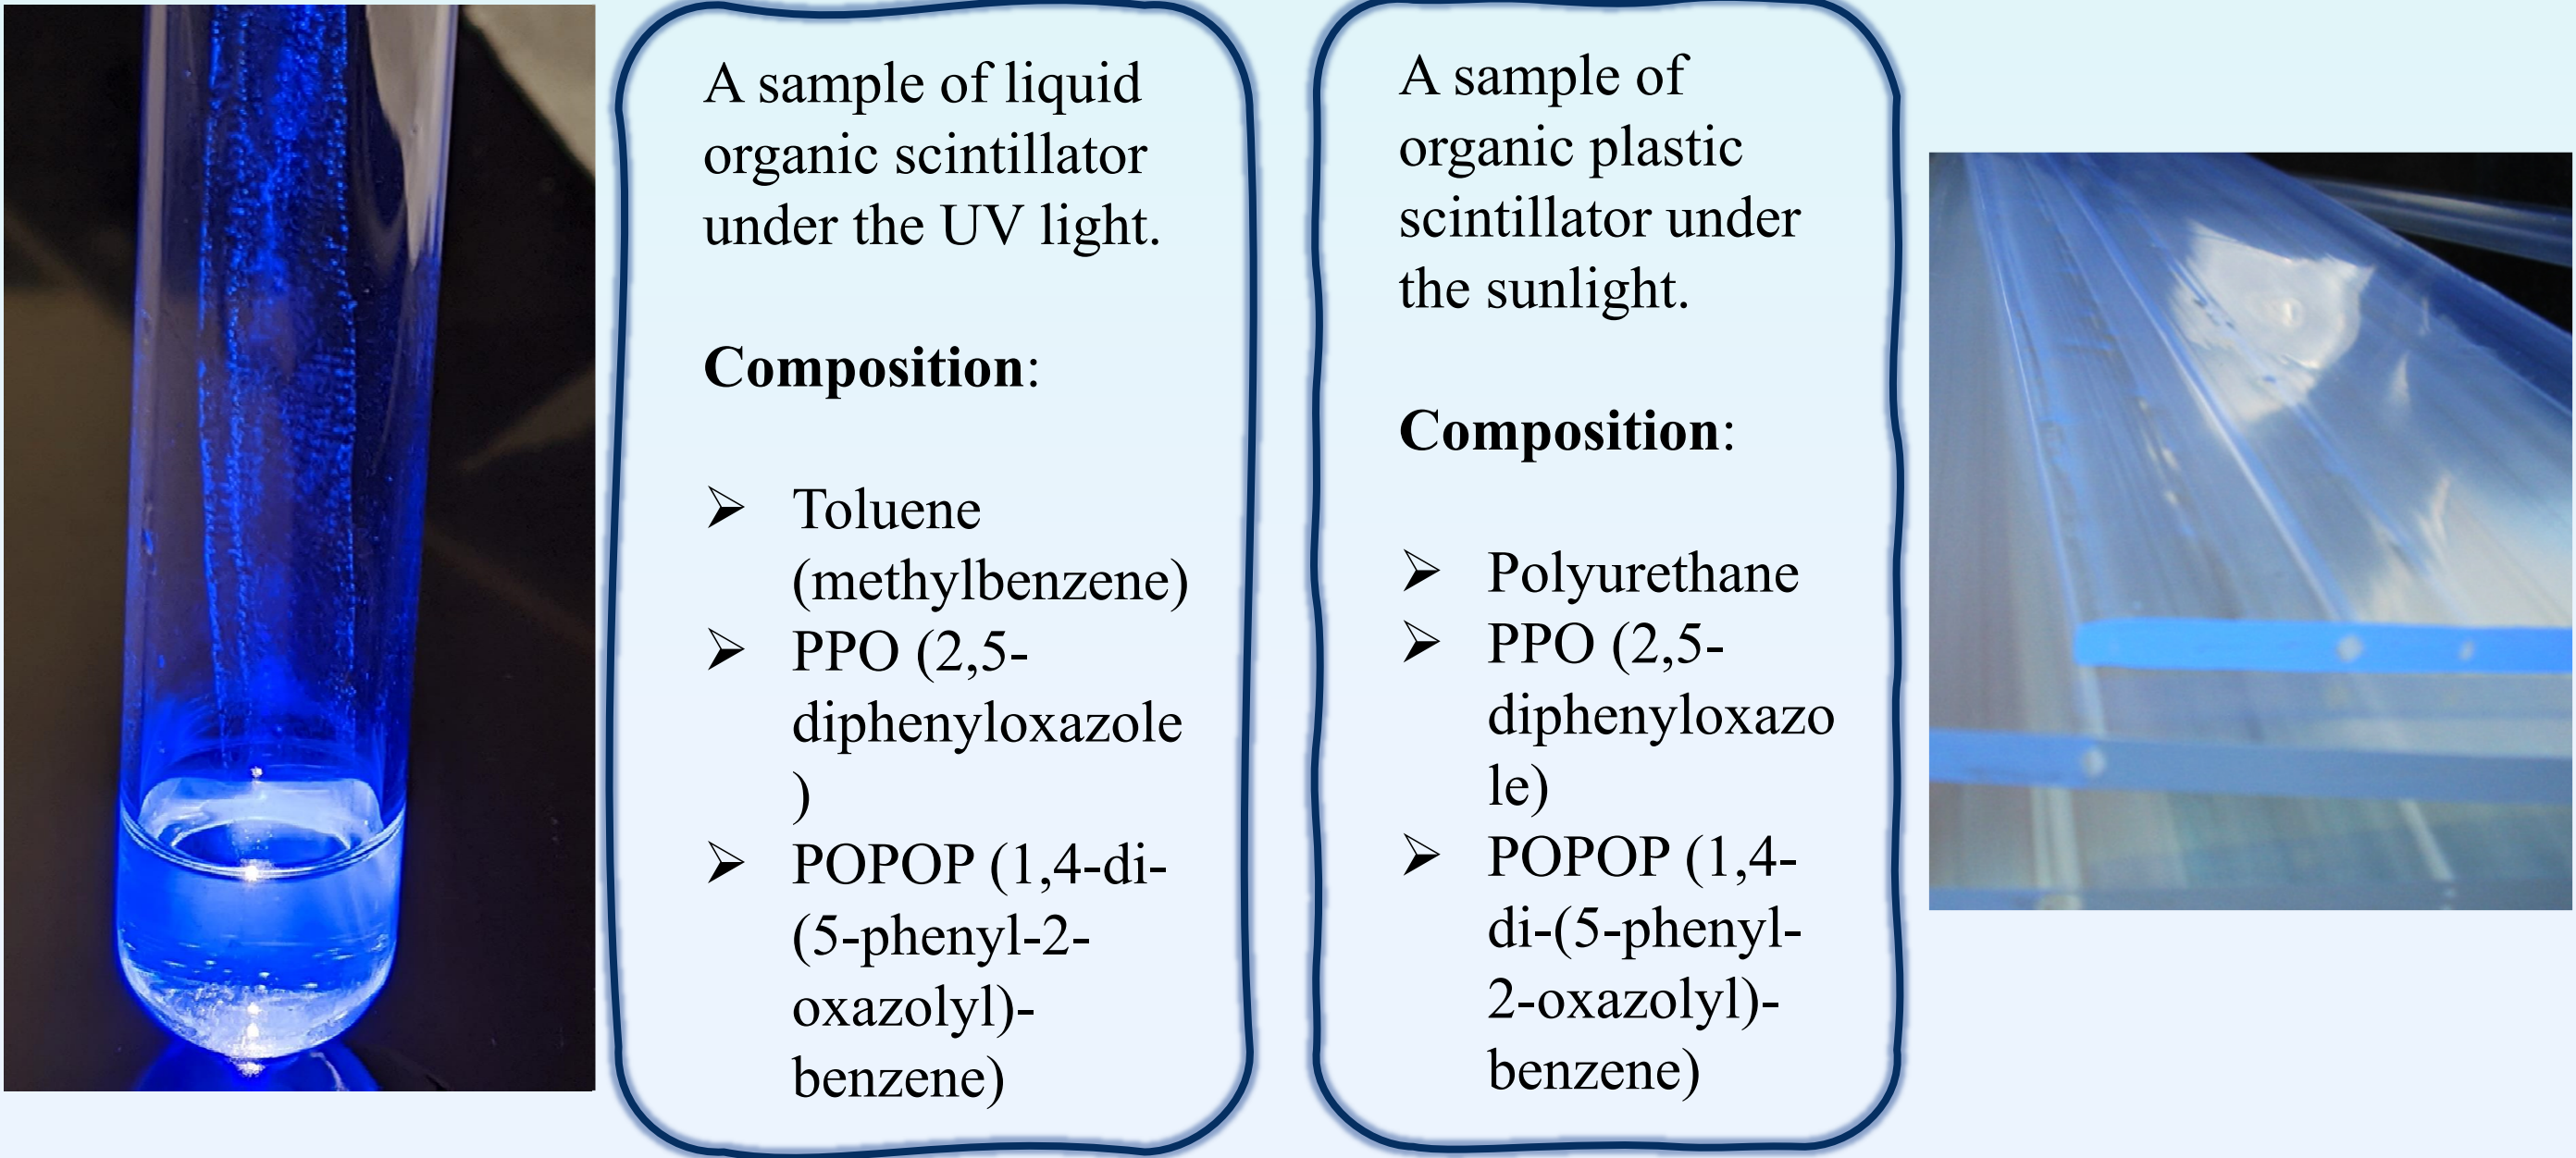 A sample of liquid
organic scintillator
under the UV light.
Composition:
➢ Toluene
(methylbenzene)
➢ PPO (2,5-
diphenyloxazole
)
➢ POPOP (1,4-di-
(5-phenyl-2-
oxazolyl)-
benzene)
A sample of
organic plastic
scintillator under
the sunlight.
Composition:
➢ Polyurethane
➢ PPO (2,5-
diphenyloxazo
le)
➢ POPOP (1,4-
di-(5-phenyl-
2-oxazolyl)-
benzene)